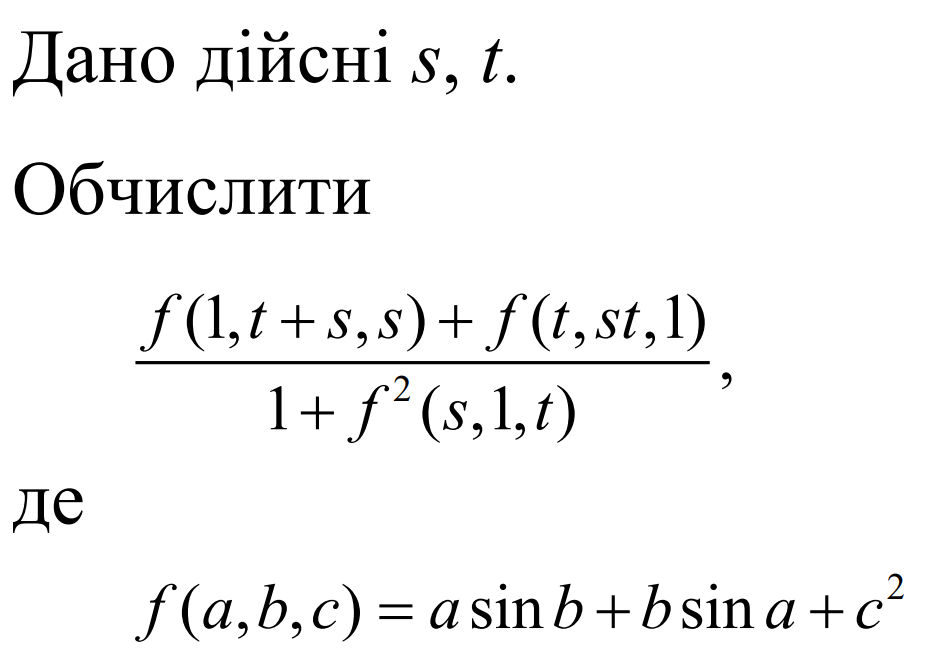 Дано дійсні s, t.
Обчислити
f(1, t + s, s) + f(t, st, 1)
1 + f²(s, 1, t)
,
де
f(a, b, c) = a sin b + b sin a + c²